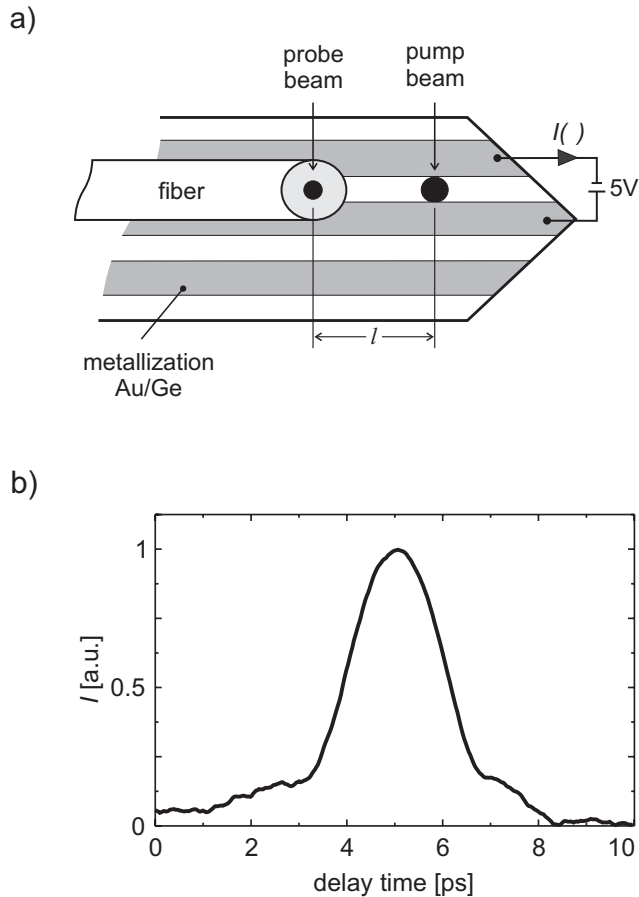 a)
probe
beam
pump
beam
I( )
fiber
5V
l
metallization
Au/Ge
b)
1
0.5
0
I [a.u.]
0 2 4 6 8 10
delay time [ps]